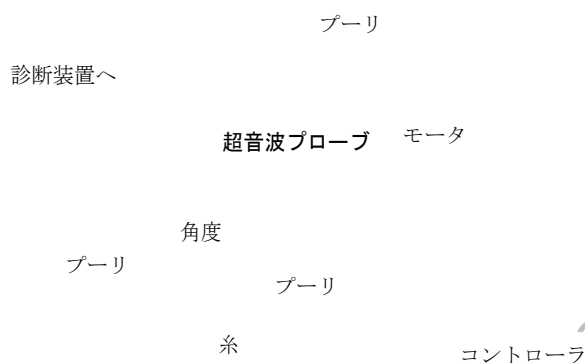 プーリ
診断装置へ
超音波プローブ
モータ
角度
プーリ
プーリ
糸
コントローラ